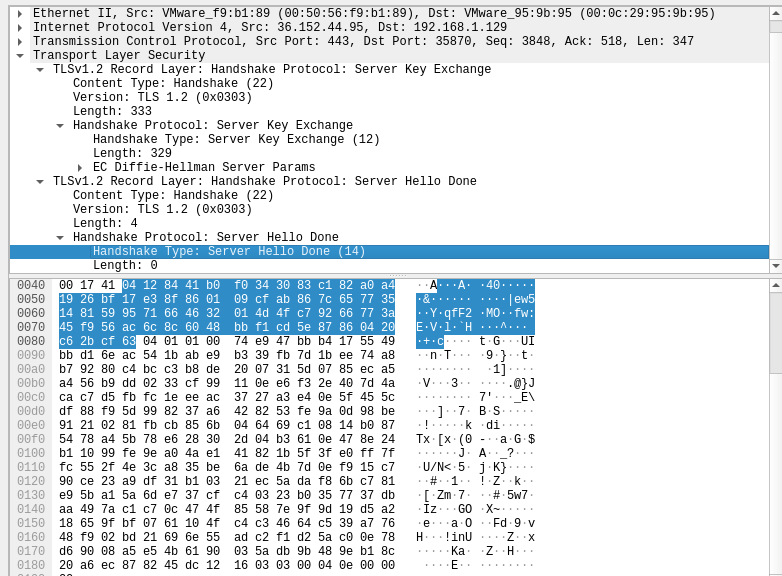 Ethernet II, Src: VMware_f9:b1:89 (00:50:56:f9:b1:89), Dst: VMware_95:9b:95 (00:0c:29:95:9b:95)
Internet Protocol Version 4, Src: 36.152.44.95, Dst: 192.168.1.129
Transmission Control Protocol, Src Port: 443, Dst Port: 35870, Seq: 3848, Ack: 518, Len: 347
Transport Layer Security
TLSv1.2 Record Layer: Handshake Protocol: Server Key Exchange
Content Type: Handshake (22)
Version: TLS 1.2 (0x0303)
Length: 333
Handshake Protocol: Server Key Exchange
Handshake Type: Server Key Exchange (12)
Length: 329
EC Diffie-Hellman Server Params
TLSv1.2 Record Layer: Handshake Protocol: Server Hello Done
Content Type: Handshake (22)
Version: TLS 1.2 (0x0303)
Length: 4
Handshake Protocol: Server Hello Done
Handshake Type: Server Hello Done (14)
Length: 0
0040 00 17 41 04 12 84 41 b0 f0 34 30 83 c1 82 a0 a4 ··A···A· ·40·····
0050 19 26 bf 17 e3 8f 86 01 09 cf ab 86 7c 65 77 35 ·&······ ····|ew5
0060 14 81 59 95 71 66 46 32 01 4d 4f c7 92 66 77 3a ··Y·qfF2 ·MO··fw:
0070 45 f9 56 ac 6c 8c 60 48 bb f1 cd 5e 87 86 04 20 E·V·l·`H ···^···
0080 c6 2b cf 63 04 01 01 00 74 e9 47 bb b4 17 55 49 ·+·c···· t·G···UI
0090 bb d1 6e ac 54 1b ab e9 b3 39 fb 7d 1b ee 74 a8 ··n·T··· ·9·}··t·
00a0 b7 92 80 c4 bc c3 b8 de 20 07 31 5d 07 85 ec a5 ········ ·1]····
00b0 a4 56 b9 dd 02 33 cf 99 11 0e e6 f3 2e 40 7d 4a ·V···3·· ····.@}J
00c0 ca c7 d5 fb fc 1e ee ac 37 27 a3 e4 0e 5f 45 5c ········ 7'···_E\
00d0 df 88 f9 5d 99 82 37 a6 42 82 53 fe 9a 0d 98 be ···]··7· B·S·····
00e0 91 21 02 81 fb cb 85 6b 04 64 69 c1 08 14 b0 87 ·!·····k ·di·····
00f0 54 78 a4 5b 78 e6 28 30 2d 04 b3 61 0e 47 8e 24 Tx·[x·(0 -··a·G·$
0100 b1 10 99 fe 9e a0 4a e1 41 82 1b 5f 3f e0 ff 7f ······J· A··_?···
0110 fc 55 2f 4e 3c a8 35 be 6a de 4b 7d 0e f9 15 c7 ·U/N<·5· j·K}····
0120 90 ce 23 a9 df 31 b1 03 21 ec 5a da f8 6b c7 81 ··#··1·· !·Z··k··
0130 e9 5b a1 5a 6d e7 37 cf c4 03 23 b0 35 77 37 db ·[·Zm·7· ··#·5w7·
0140 aa 49 7a c1 c7 0c 47 4f 85 58 7e 9f 9d 19 d5 a2 ·Iz···GO ·X~·····
0150 18 65 9f bf 07 61 10 4f c4 c3 46 64 c5 39 a7 76 ·e···a·O ··Fd·9·v
0160 48 f9 02 bd 21 69 6e 55 ad c2 f1 d2 5a c0 0e 78 H···!inU ····Z··x
0170 d6 90 08 a5 e5 4b 61 90 03 5a db 9b 48 9e b1 8c ·····Ka· ·Z··H···
0180 20 a6 ec 87 82 45 dc 12 16 03 03 00 04 0e 00 00 ····E·· ········